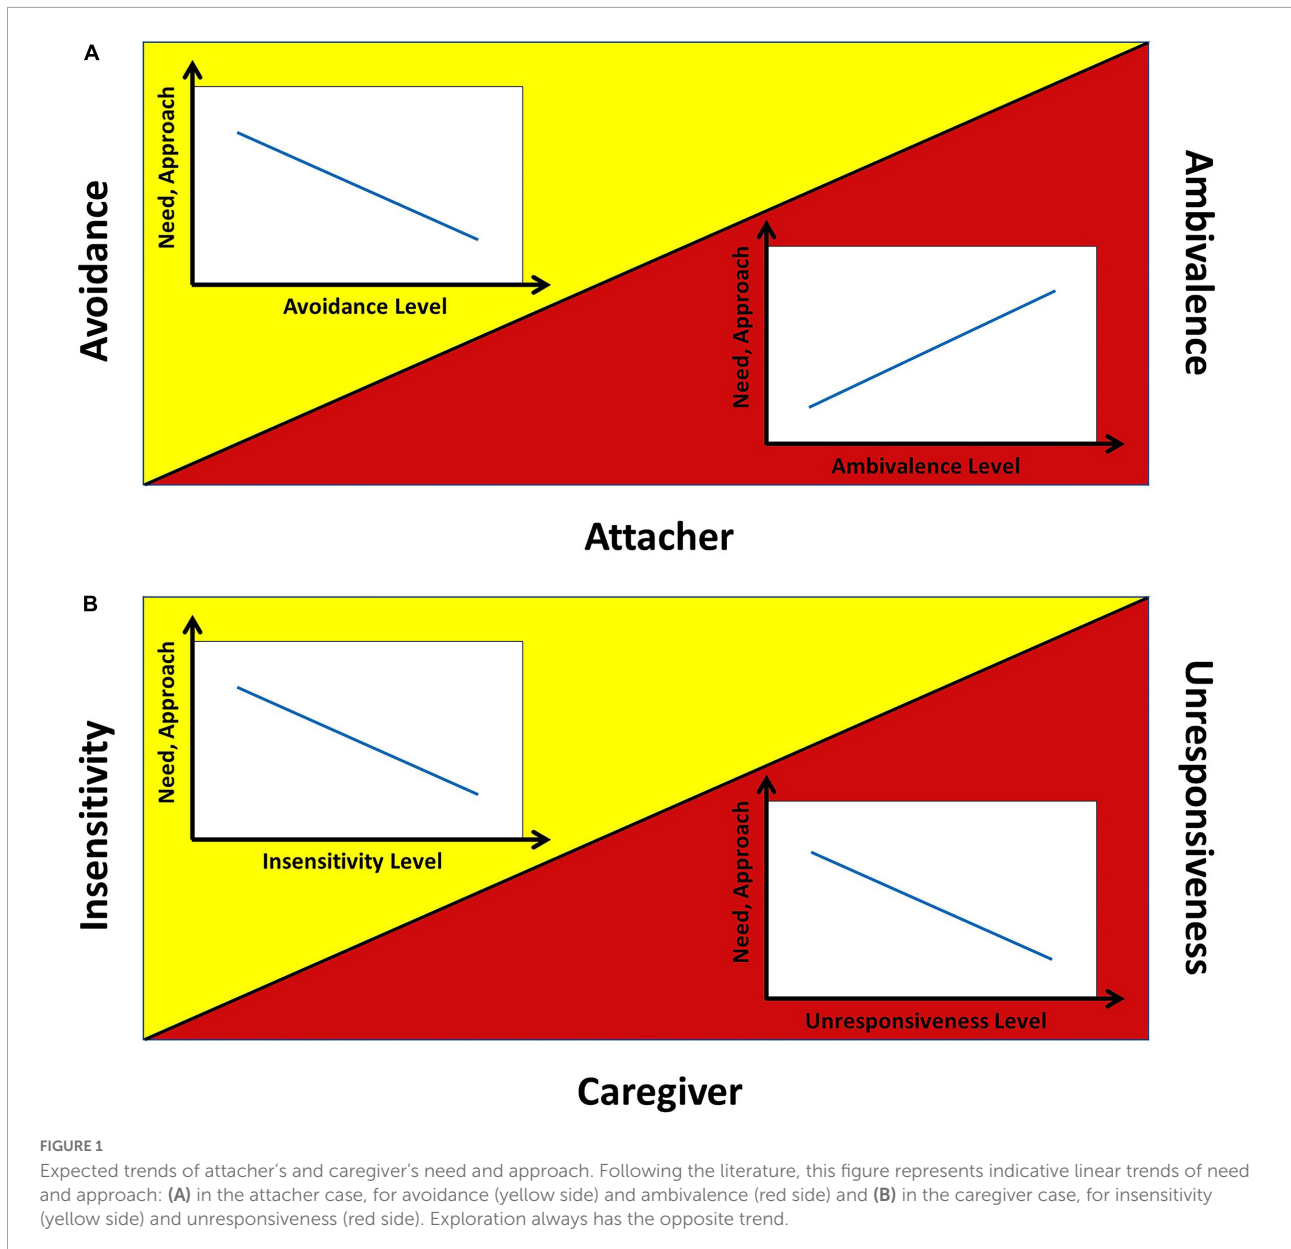 A
Avoidance
Need, Approach
Avoidance Level
Need, Approach
Ambivalence Level
Ambivalence
Attacher
B
Insensitivity
Need, Approach
Insensitivity Level
Need, Approach
Unresponsiveness Level
Unresponsiveness
Caregiver
FIGURE 1
Expected trends of attacher's and caregiver's need and approach. Following the literature, this figure represents indicative linear trends of need
and approach: (A) in the attacher case, for avoidance (yellow side) and ambivalence (red side) and (B) in the caregiver case, for insensitivity
(yellow side) and unresponsiveness (red side). Exploration always has the opposite trend.